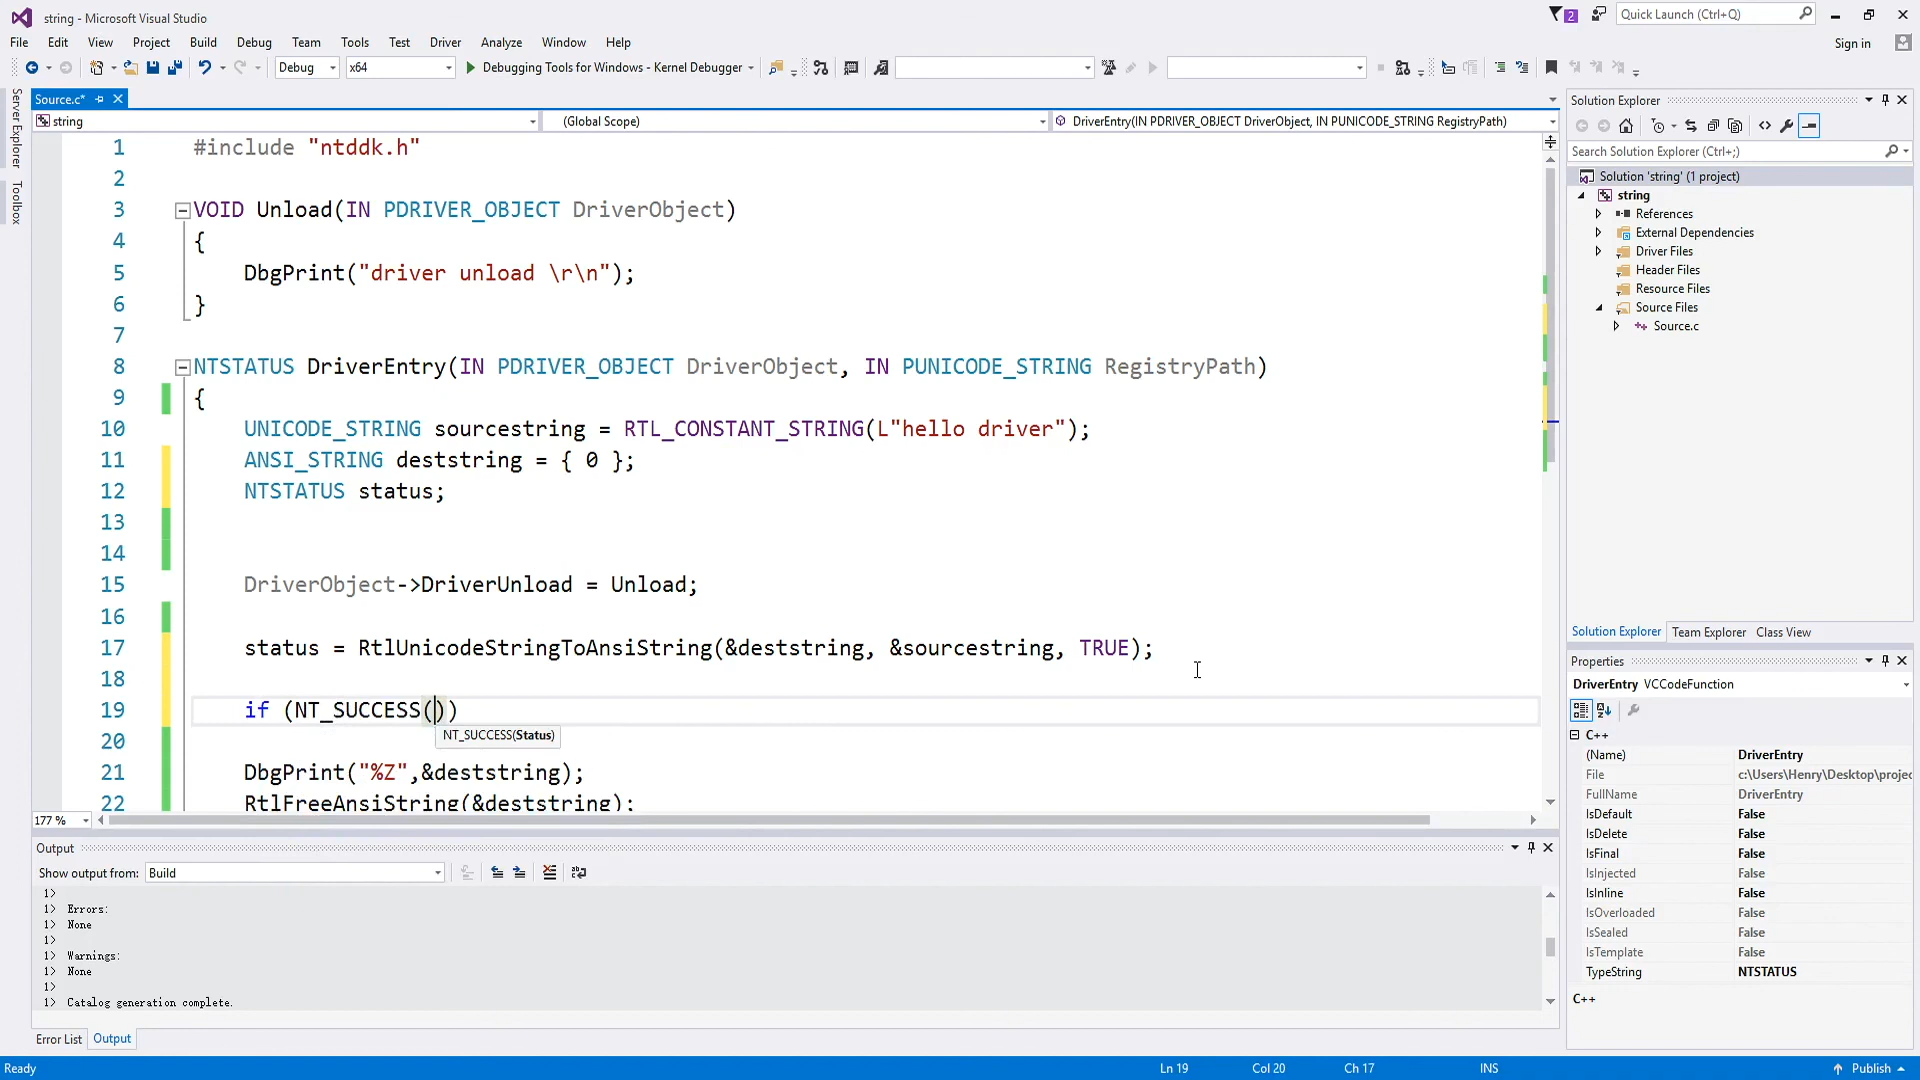 string - Microsoft Visual Studio
2
Quick Launch (Ctrl+Q)
File Edit View Project Build Debug Team Tools Test Driver Analyze Window Help
Sign in
Debug x64 Debugging Tools for Windows - Kernel Debugger
Server Explorer
Toolbox
Source.c*
string (Global Scope) DriverEntry(IN PDRIVER_OBJECT DriverObject, IN PUNICODE_STRING RegistryPath)
1 #include "ntddk.h"
2
3 VOID Unload(IN PDRIVER_OBJECT DriverObject)
4 {
5 DbgPrint("driver unload \r\n");
6 }
7
8 NTSTATUS DriverEntry(IN PDRIVER_OBJECT DriverObject, IN PUNICODE_STRING RegistryPath)
9 {
10 UNICODE_STRING sourcestring = RTL_CONSTANT_STRING(L"hello driver");
11 ANSI_STRING deststring = { 0 };
12 NTSTATUS status;
13
14
15 DriverObject->DriverUnload = Unload;
16
17 status = RtlUnicodeStringToAnsiString(&deststring, &sourcestring, TRUE);
18
19 if (NT_SUCCESS())
NT_SUCCESS(Status)
20
21 DbgPrint("%Z",&deststring);
22 RtlFreeAnsiString(&deststring);
177 %
Output
Show output from: Build
1>
1> Errors:
1> None
1>
1> Warnings:
1> None
1>
1> Catalog generation complete.
Error List Output
Solution Explorer
Search Solution Explorer (Ctrl+;)
Solution 'string' (1 project)
string
References
External Dependencies
Driver Files
Header Files
Resource Files
Source Files
Source.c
Solution Explorer Team Explorer Class View
Properties
DriverEntry VCCodeFunction
C++
(Name) DriverEntry
File c:\Users\Henry\Desktop\projec
FullName DriverEntry
IsDefault False
IsDelete False
IsFinal False
IsInjected False
IsInline False
IsOverloaded False
IsSealed False
IsTemplate False
TypeString NTSTATUS
C++
Ready Ln 19 Col 20 Ch 17 INS Publish